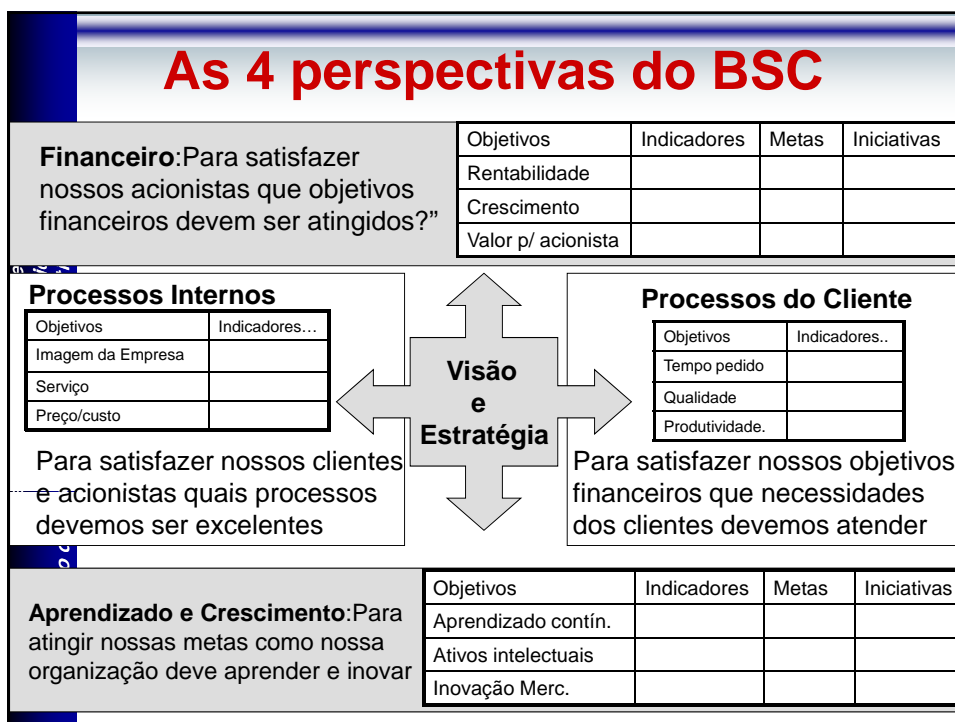 As 4 perspectivas do BSC
Financeiro:Para satisfazer
nossos acionistas que objetivos
financeiros devem ser atingidos?”
Objetivos Indicadores Metas Iniciativas
Rentabilidade
Crescimento
Valor p/ acionista
Processos Internos
Objetivos Indicadores…
Imagem da Empresa
Serviço
Preço/custo
Para satisfazer nossos clientes
e acionistas quais processos
devemos ser excelentes
Visão
e
Estratégia
Processos do Cliente
Objetivos Indicadores..
Tempo pedido
Qualidade
Produtividade.
Para satisfazer nossos objetivos
financeiros que necessidades
dos clientes devemos atender
Aprendizado e Crescimento:Para
atingir nossas metas como nossa
organização deve aprender e inovar
Objetivos Indicadores Metas Iniciativas
Aprendizado contín.
Ativos intelectuais
Inovação Merc.